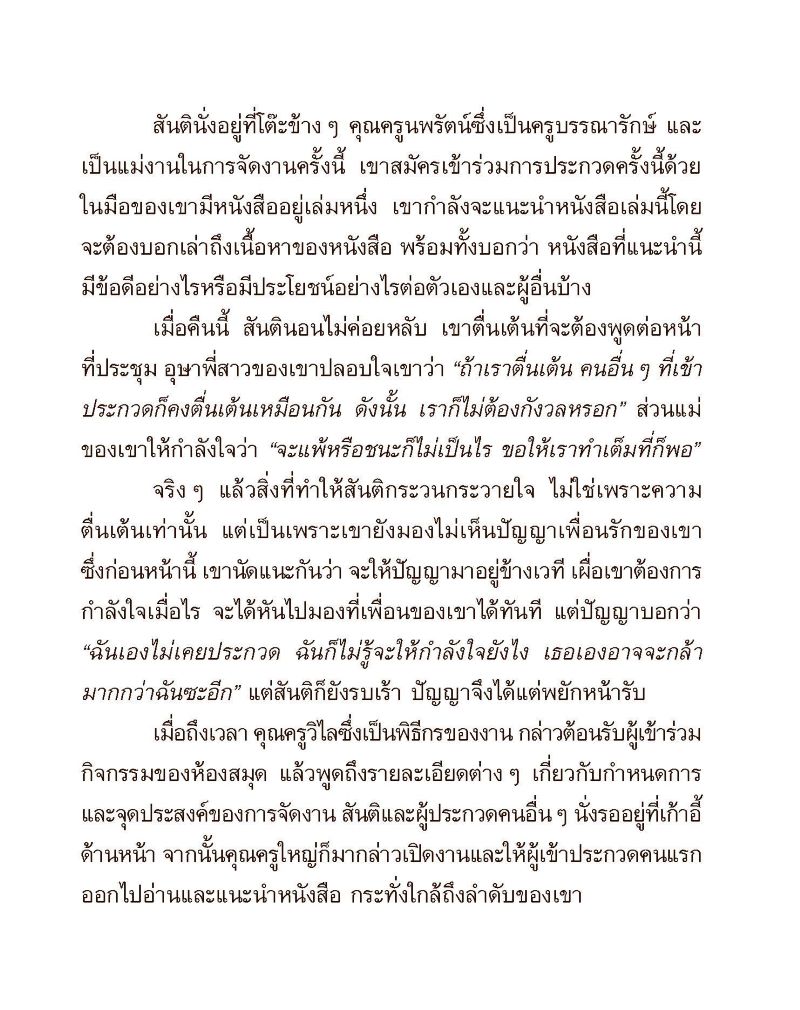 สันตินั่งอยู่ที่โต๊ะข้าง ๆ คุณครูนพรัตน์ซึ่งเป็นครูบรรณารักษ์ และ
เป็นแม่งานในการจัดงานครั้งนี้ เขาสมัครเข้าร่วมการประกวดครั้งนี้ด้วย
ในมือของเขามีหนังสืออยู่เล่มหนึ่ง เขากำลังจะแนะนำหนังสือเล่มนี้โดย
จะต้องบอกเล่าถึงเนื้อหาของหนังสือ พร้อมทั้งบอกว่า หนังสือที่แนะนำนี้
มีข้อดีอย่างไรหรือมีประโยชน์อย่างไรต่อตัวเองและผู้อื่นบ้าง
เมื่อคืนนี้ สันตินอนไม่ค่อยหลับ เขาตื่นเต้นที่จะต้องพูดต่อหน้า
ที่ประชุม อุษาพี่สาวของเขาปลอบใจเขาว่า “ถ้าเราตื่นเต้น คนอื่น ๆ ที่เข้า
ประกวดก็คงตื่นเต้นเหมือนกัน ดังนั้น เราก็ไม่ต้องกังวลหรอก” ส่วนแม่
ของเขาให้กำลังใจว่า “จะแพ้หรือชนะก็ไม่เป็นไร ขอให้เราทำเต็มที่ก็พอ”
จริง ๆ แล้วสิ่งที่ทำให้สันติกระวนกระวายใจ ไม่ใช่เพราะความ
ตื่นเต้นเท่านั้น แต่เป็นเพราะเขายังมองไม่เห็นปัญญาเพื่อนรักของเขา
ซึ่งก่อนหน้านี้ เขานัดแนะกันว่า จะให้ปัญญามาอยู่ข้างเวที เผื่อเขาต้องการ
กำลังใจเมื่อไร จะได้หันไปมองที่เพื่อนของเขาได้ทันที แต่ปัญญาบอกว่า
“ฉันเองไม่เคยประกวด ฉันก็ไม่รู้จะให้กำลังใจยังไง เธอเองอาจจะกล้า
มากกว่าฉันซะอีก” แต่สันติก็ยังรบเร้า ปัญญาจึงได้แต่พยักหน้ารับ
เมื่อถึงเวลา คุณครูวิไลซึ่งเป็นพิธีกรของงาน กล่าวต้อนรับผู้เข้าร่วม
กิจกรรมของห้องสมุด แล้วพูดถึงรายละเอียดต่าง ๆ เกี่ยวกับกำหนดการ
และจุดประสงค์ของการจัดงาน สันติและผู้ประกวดคนอื่น ๆ นั่งรออยู่ที่เก้าอี้
ด้านหน้า จากนั้นคุณครูใหญ่ก็มากล่าวเปิดงานและให้ผู้เข้าประกวดคนแรก
ออกไปอ่านและแนะนำหนังสือ กระทั่งใกล้ถึงลำดับของเขา